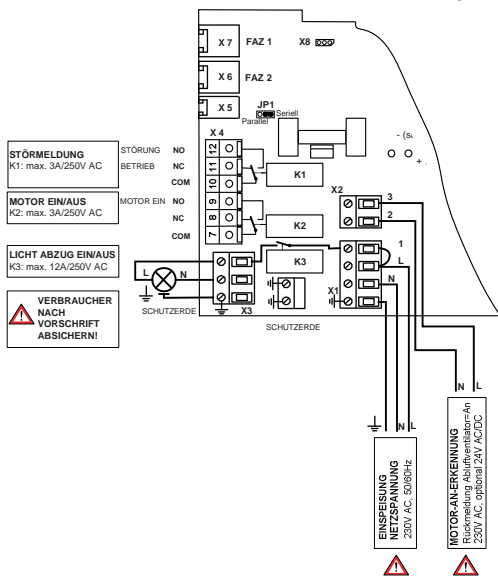 X 7 FAZ 1
X8
X 6 FAZ 2
X 5
JP1
Seriell
Parallel
X 4
STÖRMELDUNG
K1: max. 3A/250V AC
STÖRUNG NO 12
BETRIEB NC 11
COM 10
K1
MOTOR EIN/AUS
K2: max. 3A/250V AC
MOTOR EIN NO 9
NC 8
COM 7
K2
X2
3
2
LICHT ABZUG EIN/AUS
K3: max. 12A/250V AC
K3
1
L
N
X1
L N
X3
SCHUTZERDE
SCHUTZERDE
VERBRAUCHER
NACH
VORSCHRIFT
ABSICHERN!
- (
+
N L
N L
EINSPEISUNG
NETZSPANNUNG
230V AC, 50/60Hz
MOTOR-AN-ERKENNUNG
Rückmeldung Abluftventilator=An
230V AC, optional 24V AC/DC